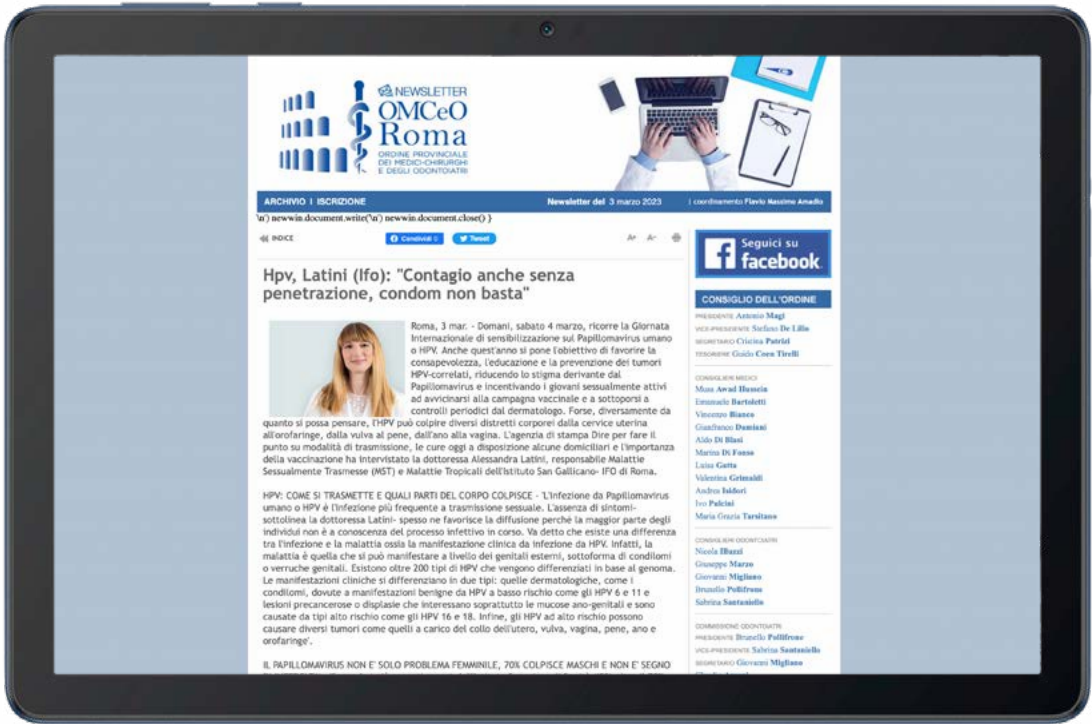 NEWSLETTER
OMCeO
Roma
ORDINE PROVINCIALE
DEI MEDICI-CHIRURGHI
E DEGLI ODONTOIATRI
ARCHIVIO | ISCRIZIONE
Newsletter del 3 marzo 2023
| coordinamento Flavio Massimo Amadio
\n') newwin.document.write('\n') newwin.document.close() }
INDICE
Condividi 0
Tweet
A+ A-
Hpv, Latini (Ifo): "Contagio anche senza
penetrazione, condom non basta"
Roma, 3 mar. - Domani, sabato 4 marzo, ricorre la Giornata
Internazionale di sensibilizzazione sul Papillomavirus umano
o HPV. Anche quest'anno si pone l'obiettivo di favorire la
consapevolezza, l'educazione e la prevenzione dei tumori
HPV-correlati, riducendo lo stigma derivante dal
Papillomavirus e incentivando i giovani sessualmente attivi
ad avvicinarsi alla campagna vaccinale e a sottoporsi a
controlli periodici dal dermatologo. Forse, diversamente da
quanto si possa pensare, l'HPV può colpire diversi distretti corporei dalla cervice uterina
all'orofaringe, dalla vulva al pene, dall'ano alla vagina. L'agenzia di stampa Dire per fare il
punto su modalità di trasmissione, le cure oggi a disposizione alcune domiciliari e l'importanza
della vaccinazione ha intervistato la dottoressa Alessandra Latini, responsabile Malattie
Sessualmente Trasmesse (MST) e Malattie Tropicali dell'Istituto San Gallicano- IFO di Roma.
HPV: COME SI TRASMETTE E QUALI PARTI DEL CORPO COLPISCE - 'L'infezione da Papillomavirus
umano o HPV è l'infezione più frequente a trasmissione sessuale. L'assenza di sintomi-
sottolinea la dottoressa Latini- spesso ne favorisce la diffusione perchè la maggior parte degli
individui non è a conoscenza del processo infettivo in corso. Va detto che esiste una differenza
tra l'infezione e la malattia ossia la manifestazione clinica da infezione da HPV. Infatti, la
malattia è quella che si può manifestare a livello dei genitali esterni, sottoforma di condilomi
o verruche genitali. Esistono oltre 200 tipi di HPV che vengono differenziati in base al genoma.
Le manifestazioni cliniche si differenziano in due tipi: quelle dermatologiche, come i
condilomi, dovute a manifestazioni benigne da HPV a basso rischio come gli HPV 6 e 11 e
lesioni precancerose o displasie che interessano soprattutto le mucose ano-genitali e sono
causate da tipi alto rischio come gli HPV 16 e 18. Infine, gli HPV ad alto rischio possono
causare diversi tumori come quelli a carico del collo dell'utero, vulva, vagina, pene, ano e
orofaringe'.
IL PAPILLOMAVIRUS NON E' SOLO PROBLEMA FEMMINILE, 70% COLPISCE MASCHI E NON E' SEGNO
Seguici su
facebook
CONSIGLIO DELL'ORDINE
PRESIDENTE Antonio Magi
VICE-PRESIDENTE Stefano De Lillo
SEGRETARIO Cristina Patrizi
TESORIERE Guido Coen Tirelli
CONSIGLIERI MEDICI
Musa Awad Hussein
Emanuele Bartoletti
Vincenzo Bianco
Gianfranco Damiani
Aldo Di Blasi
Marina Di Fonso
Luisa Gatta
Valentina Grimaldi
Andrea Isidori
Ivo Pulcini
Maria Grazia Tarsitano
CONSIGLIERI ODONTOIATRI
Nicola Illuzzi
Giuseppe Marzo
Giovanni Migliano
Brunello Pollifrone
Sabrina Santaniello
COMMISSIONE ODONTOIATRI
PRESIDENTE Brunello Pollifrone
VICE-PRESIDENTE Sabrina Santaniello
SEGRETARIO Giovanni Migliano